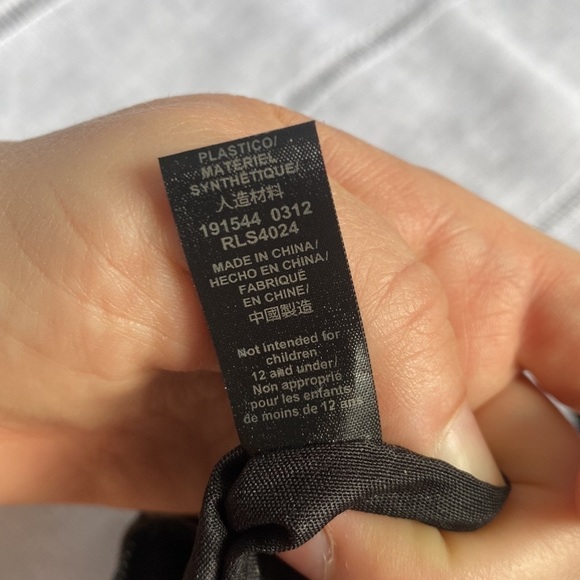 PLASTICO/
MATÉRIEL
SYNTHÉTIQUE/
人造材料
191544 0312
RLS4024
MADE IN CHINA/
HECHO EN CHINA/
FABRIQUÉ
EN CHINE/
中國製造
Not intended for
children
12 and under/
Non approprié
pour les enfants
de moins de 12 ans